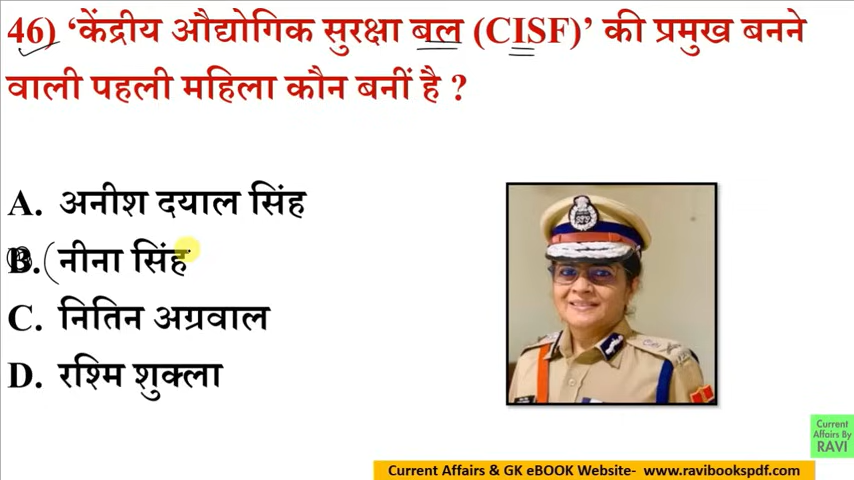 46) ‘केंद्रीय औद्योगिक सुरक्षा बल (CISF)’ की प्रमुख बनने
वाली पहली महिला कौन बनीं है ?
A. अनीश दयाल सिंह
B. नीना सिंह
C. नितिन अग्रवाल
D. रश्मि शुक्ला
Current
Affairs By
RAVI
Current Affairs & GK eBOOK Website- www.ravibookspdf.com